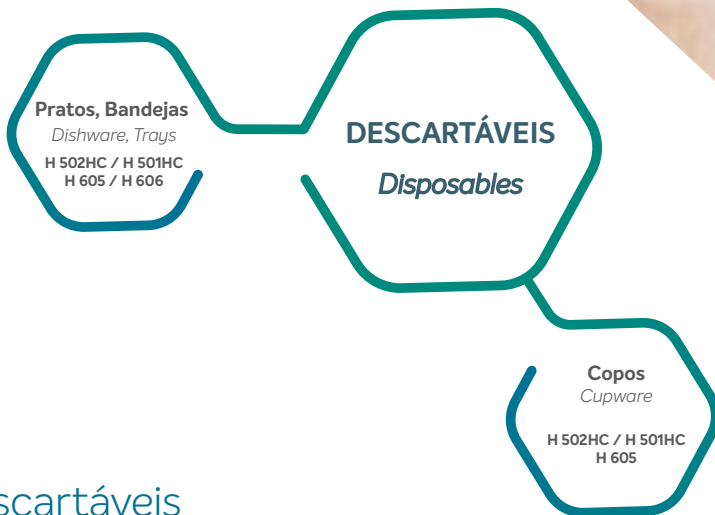 Pratos, Bandejas
Dishware, Trays
H 502HC / H 501HC
H 605 / H 606
DESCARTÁVEIS
Disposables
Copos
Cupware
H 502HC / H 501HC
H 605
scartáveis